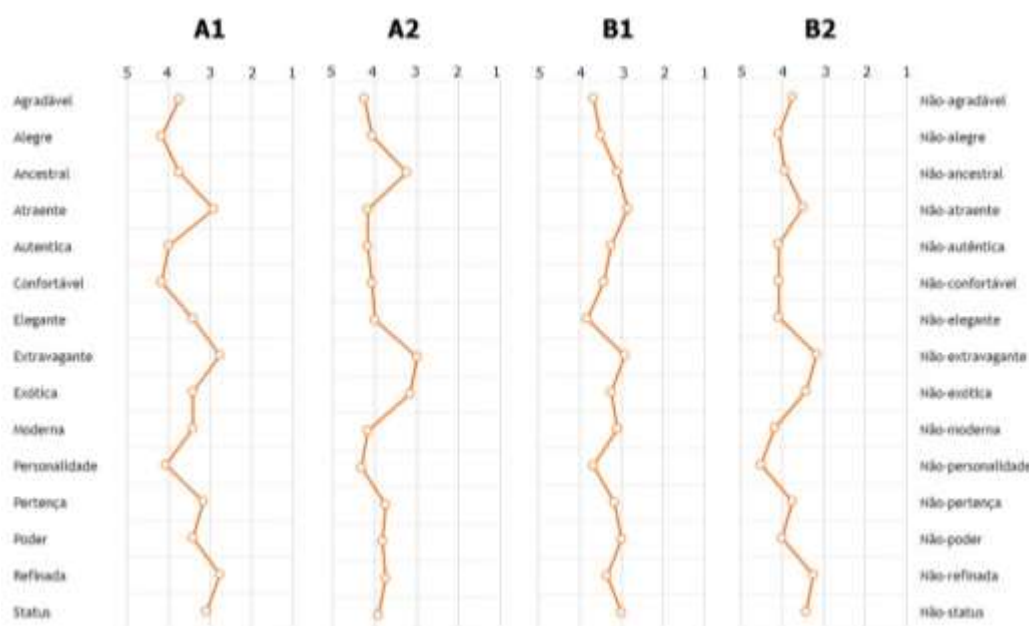 A1 A2 B1 B2
5 4 3 2 1 5 4 3 2 1 5 4 3 2 1 5 4 3 2 1
Agradável Não-agradável
Alegre Não-alegre
Ancestral Não-ancestral
Atraente Não-atraente
Autentica Não-autêntica
Confortável Não-confortável
Elegante Não-elegante
Extravagante Não-extravagante
Exótica Não-exótica
Moderna Não-moderna
Personalidade Não-personalidade
Pertença Não-pertença
Poder Não-poder
Refinada Não-refinada
Status Não-status